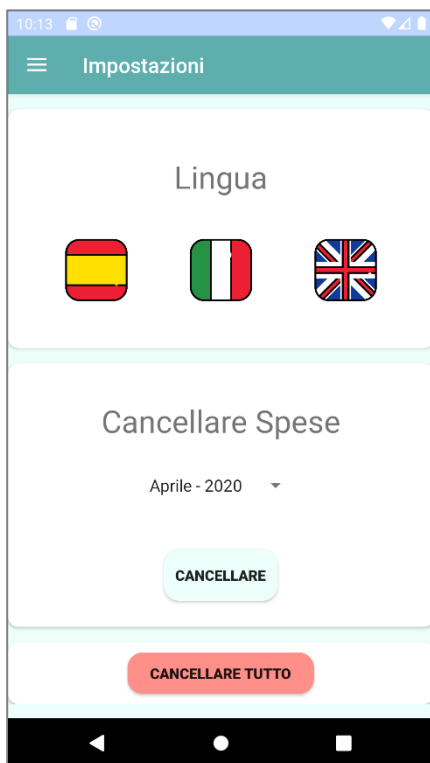 10:13
Impostazioni
Lingua
Cancellare Spese
Aprile - 2020
CANCELLARE
CANCELLARE TUTTO